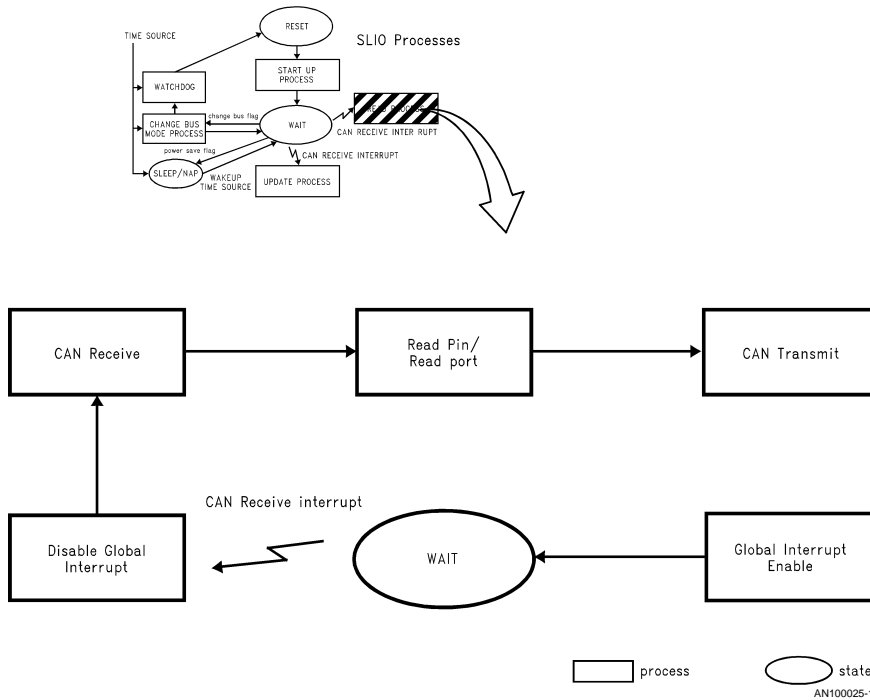 SLIO Processes
TIME SOURCE
RESET
START UP
PROCESS
WATCHDOG
CHANGE BUS
MODE PROCESS
change bus flag
WAIT
READ PROCESS
CAN RECEIVE INTER RUPT
power save flag
CAN RECEIVE INTERRUPT
SLEEP/NAP
WAKEUP
TIME SOURCE
UPDATE PROCESS
CAN Receive
Read Pin/
Read port
CAN Transmit
CAN Receive interrupt
Disable Global
Interrupt
WAIT
Global Interrupt
Enable
process
state